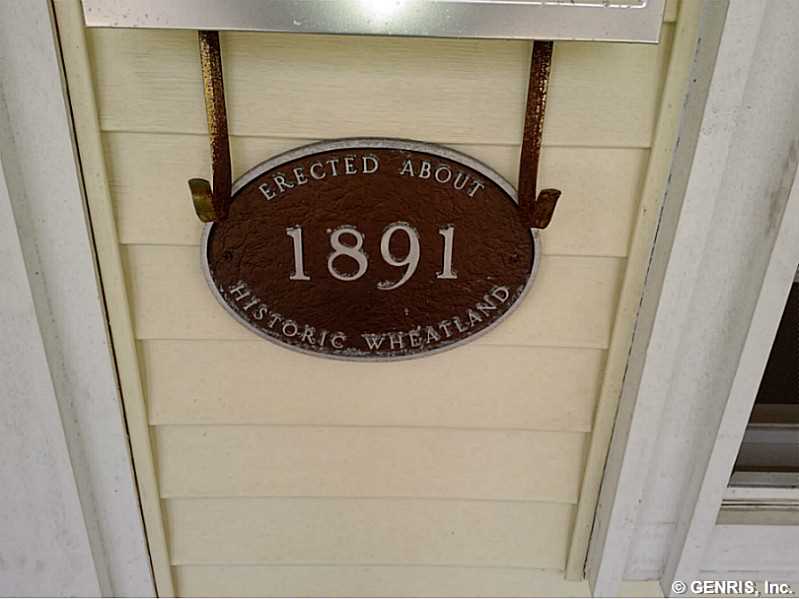 ERECTED ABOUT
1891
HISTORIC WHEATLAND
© GENRIS, Inc.